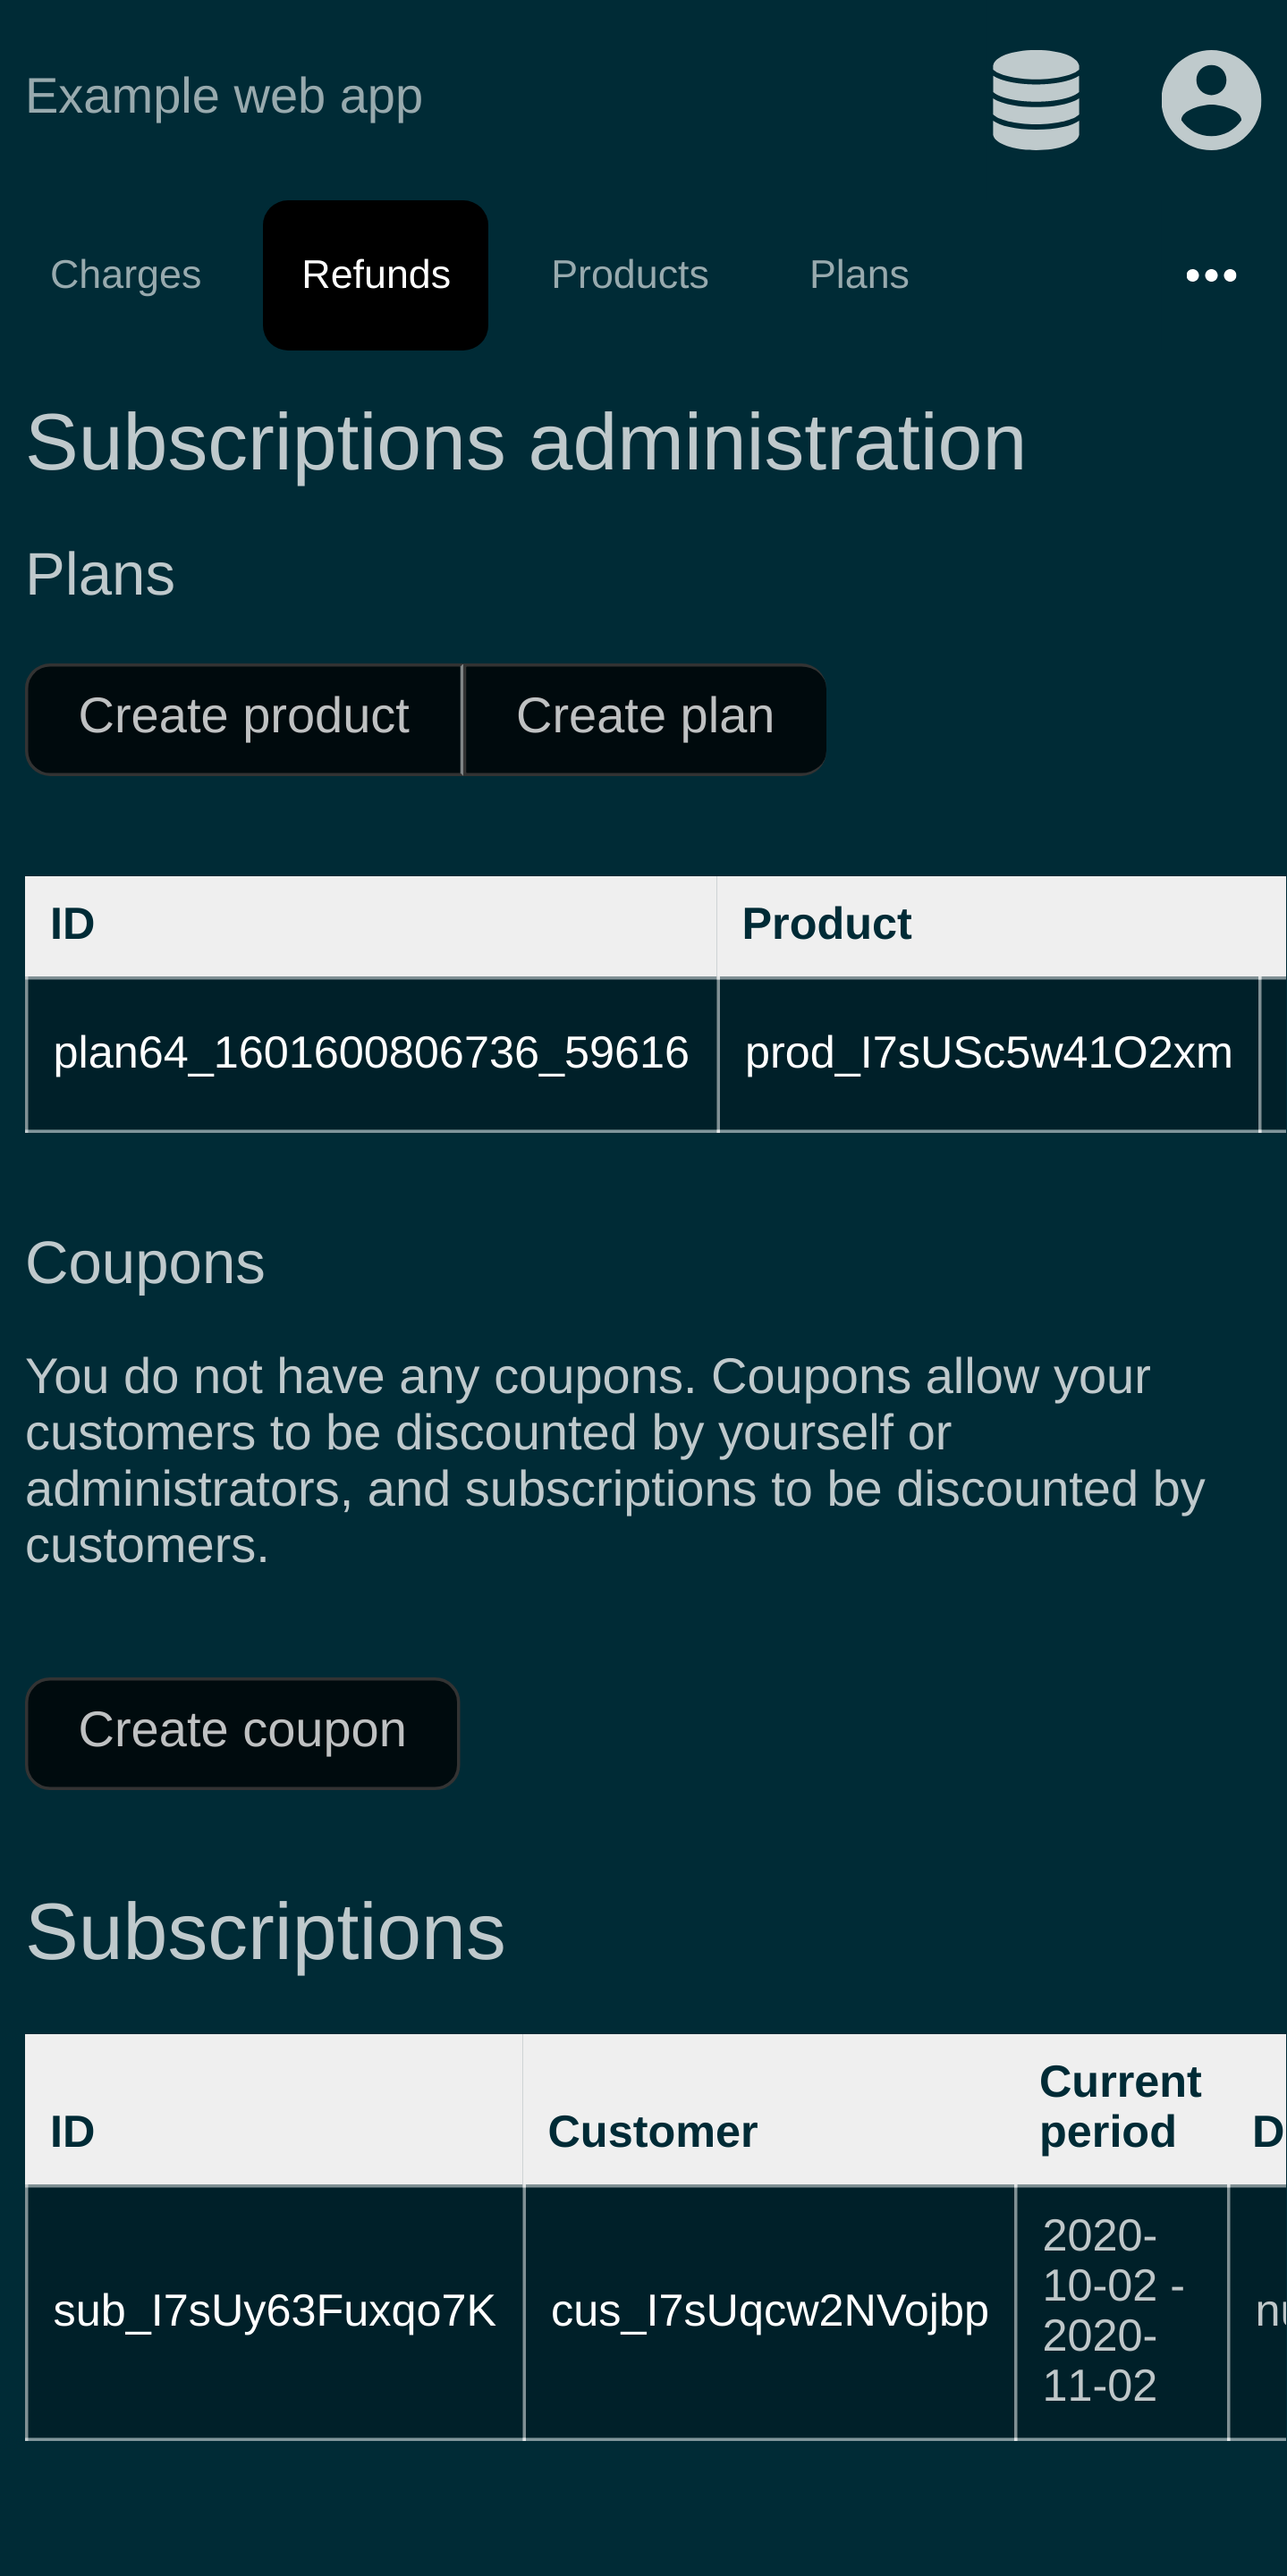 Example web app
Charges Refunds Products Plans
Subscriptions administration
Plans
Create product Create plan
ID Product
plan64_1601600806736_59616 prod_I7sUSc5w41O2xm
Coupons
You do not have any coupons. Coupons allow your
customers to be discounted by yourself or
administrators, and subscriptions to be discounted by
customers.
Create coupon
Subscriptions
ID Customer Current
period
sub_I7sUy63Fuxqo7K cus_I7sUqcw2NVojbp 2020-
10-02 -
2020-
11-02